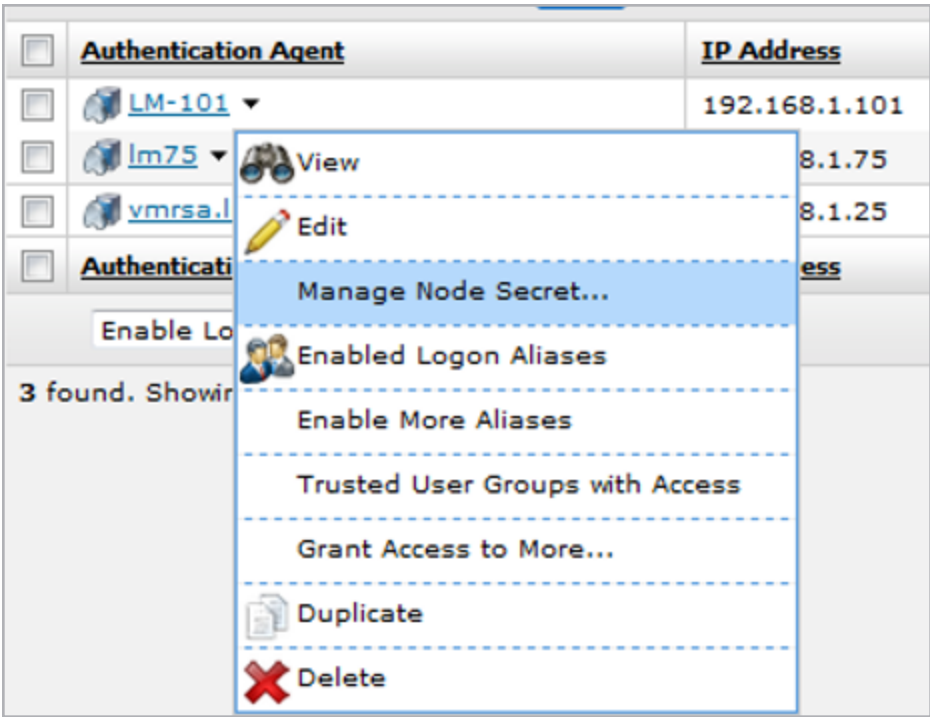 Authentication Agent IP Address
LM-101 192.168.1.101
lm75 8.1.75
vmrsa.l 8.1.25
Authenticati ess
Enable Lo
3 found. Showin
View
Edit
Manage Node Secret...
Enabled Logon Aliases
Enable More Aliases
Trusted User Groups with Access
Grant Access to More...
Duplicate
Delete